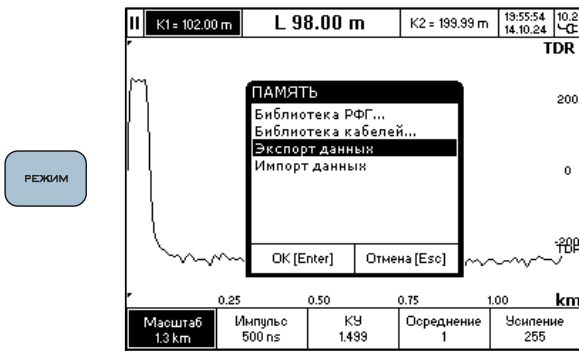 РЕЖИМ
K1 = 102.00 m
L 98.00 m
K2 = 199.99 m
19:55:54
14.10.24
10.2
TDR
ПАМЯТЬ
Библиотека РФГ...
Библиотека кабелей...
Экспорт данных
Импорт данных
OK [Enter]
Отмена [Esc]
200
0
-200
TDR
0.25
0.50
0.75
1.00
km
Масштаб
1.3 km
Импульс
500 ns
КУ
1.499
Осреднение
1
Усиление
255